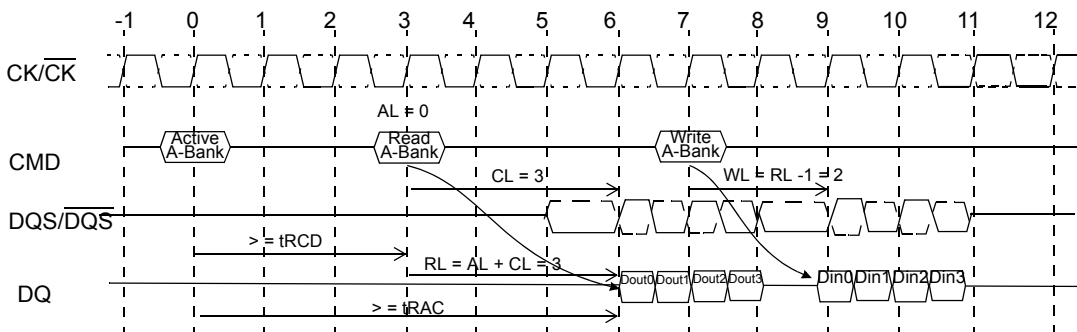 -1 0 1 2 3 4 5 6 7 8 9 10 11 12
CK/CK
AL = 0
Active
A-Bank
Read
A-Bank
Write
A-Bank
CMD
CL = 3
WL = RL -1 = 2
DQS/DQS
> = tRCD
RL = AL + CL = 3
DQ
Dout0 Dout1 Dout2 Dout3
Din0 Din1 Din2 Din3
>= tRAC